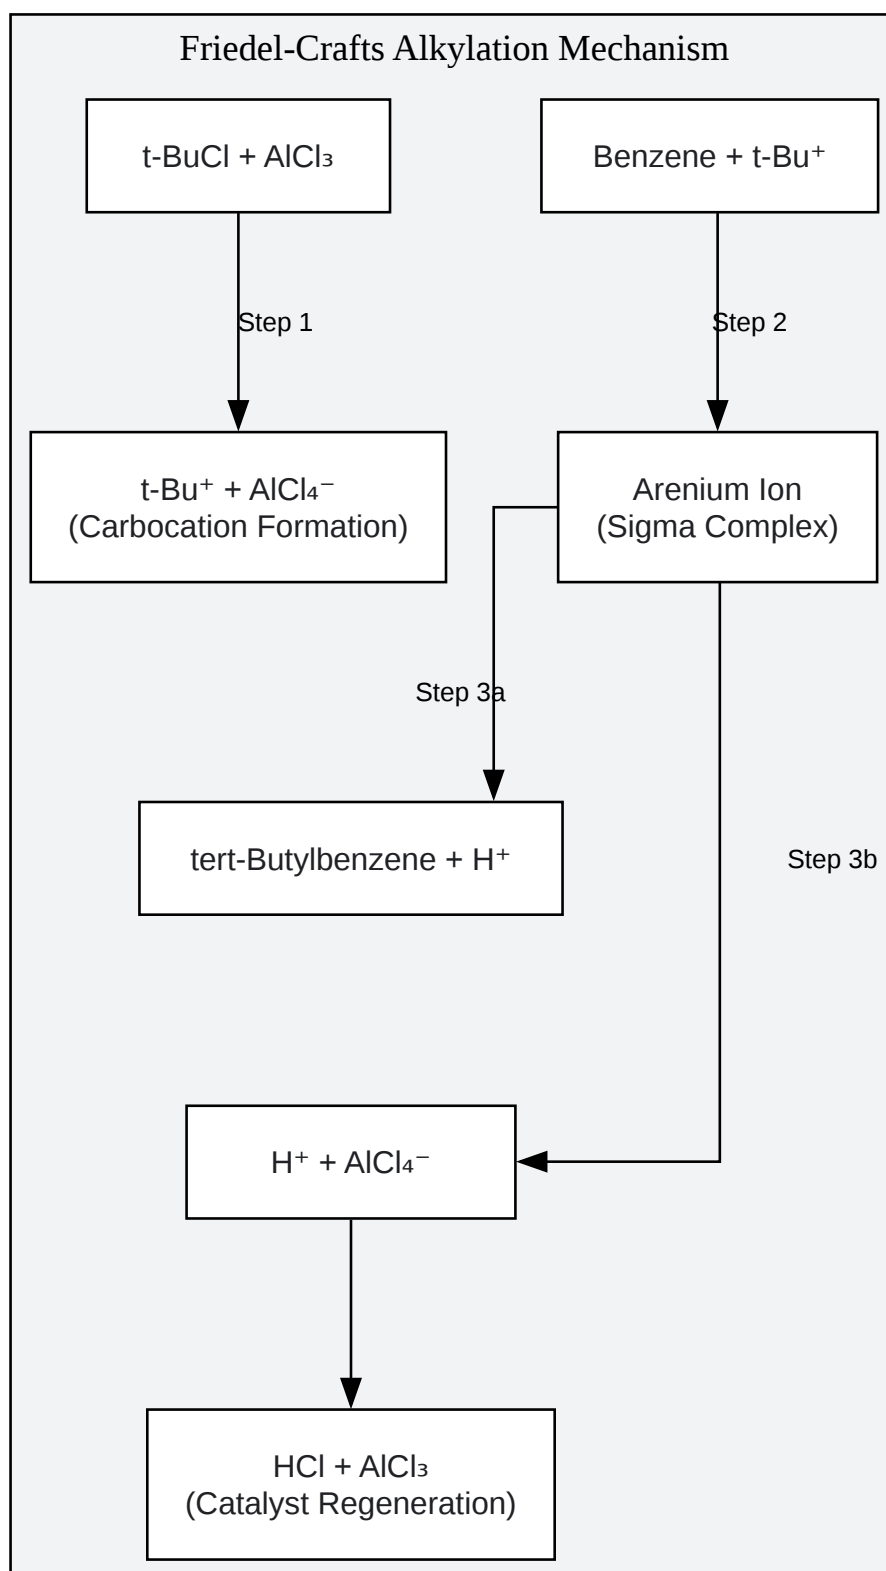 Friedel-Crafts Alkylation Mechanism
t-BuCl + AlCl₃
Benzene + t-Bu⁺
Step 1
Step 2
t-Bu⁺ + AlCl₄⁻
(Carbocation Formation)
Arenium Ion
(Sigma Complex)
Step 3a
tert-Butylbenzene + H⁺
Step 3b
H⁺ + AlCl₄⁻
HCl + AlCl₃
(Catalyst Regeneration)